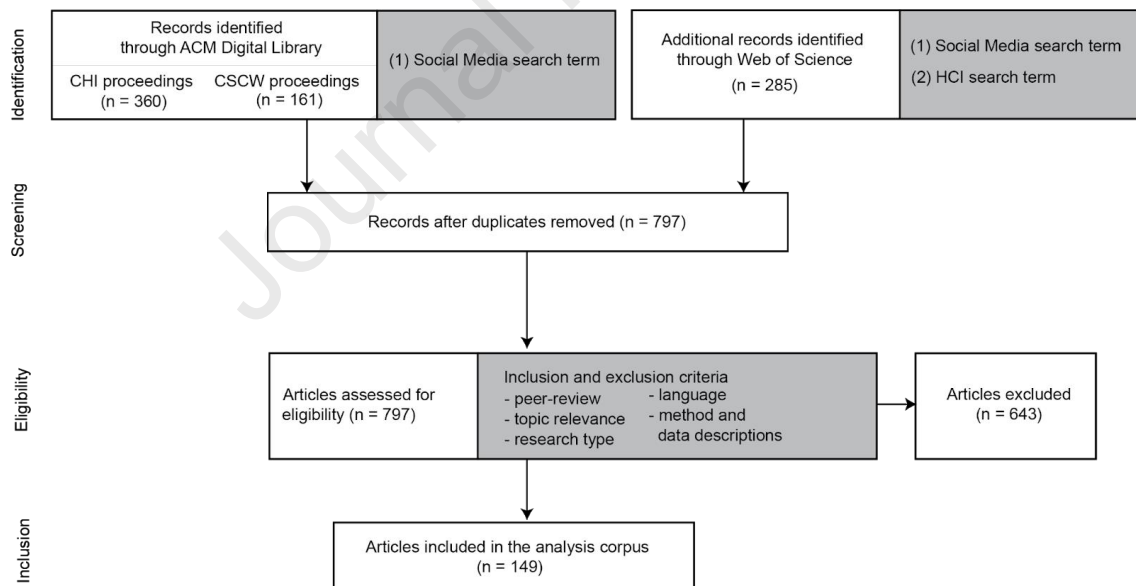 Identification
Records identified
through ACM Digital Library
CHI proceedings
(n = 360)
CSCW proceedings
(n = 161)
(1) Social Media search term
Additional records identified
through Web of Science
(n = 285)
(1) Social Media search term
(2) HCI search term
Screening
Records after duplicates removed (n = 797)
Eligibility
Articles assessed for
eligibility (n = 797)
Inclusion and exclusion criteria
- peer-review
- topic relevance
- research type
- language
- method and
data descriptions
Articles excluded
(n = 643)
Inclusion
Articles included in the analysis corpus
(n = 149)
Journal